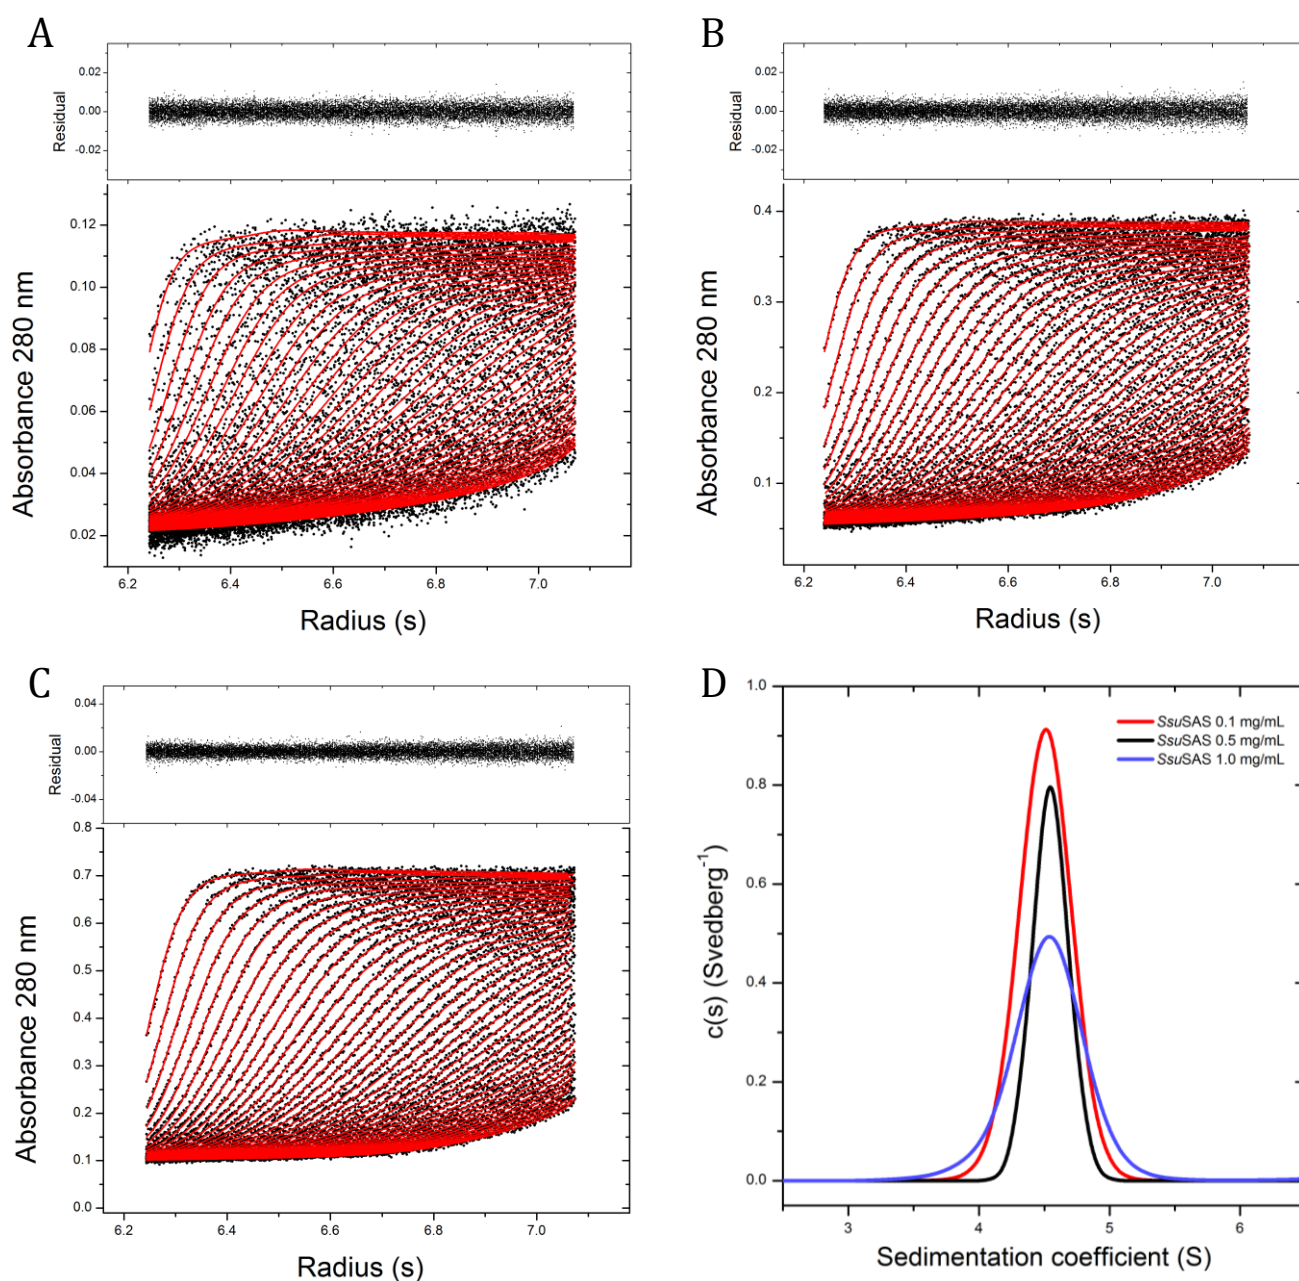 A
0.02
0.00
-0.02
Residual
0.12
0.10
0.08
0.06
0.04
0.02
Absorbance 280 nm
6.2 6.4 6.6 6.8 7.0
Radius (s)
B
0.02
0.00
-0.02
Residual
0.4
0.3
0.2
0.1
Absorbance 280 nm
6.2 6.4 6.6 6.8 7.0
Radius (s)
C
0.04
0.00
-0.04
Residual
0.8
0.7
0.6
0.5
0.4
0.3
0.2
0.1
0.0
Absorbance 280 nm
6.2 6.4 6.6 6.8 7.0
Radius (s)
D
1.0
0.8
0.6
0.4
0.2
0.0
c(s) (Svedberg⁻¹)
SsuSAS 0.1 mg/mL
SsuSAS 0.5 mg/mL
SsuSAS 1.0 mg/mL
3 4 5 6
Sedimentation coefficient (S)